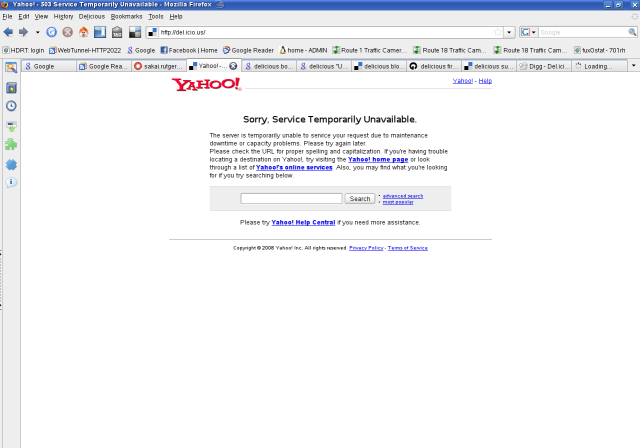 Yahoo! - 503 Service Temporarily Unavailable - Mozilla Firefox
File Edit View History Delicious Bookmarks Tools Help
http://del.icio.us/
Google
HDRT: login WebTunnel-HTTP2022 Google Facebook | Home Google Reader home - ADMIN Route 1 Traffic Camer... Route 18 Traffic Cam... Route 18 Traffic Cam... tux0stat - 701rh
Google Google Rea... sakai.rutger... Yahoo! -... delicious bo... delicious "U... delicious blo... delicious fir... delicious su... Digg - Del.ici... Loading...
YAHOO!
Yahoo! - Help
Sorry, Service Temporarily Unavailable.
The server is temporarily unable to service your request due to maintenance
downtime or capacity problems. Please try again later.
Please check the URL for proper spelling and capitalization. If you're having trouble
locating a destination on Yahoo!, try visiting the Yahoo! home page or look
through a list of Yahoo!'s online services. Also, you may find what you're looking
for if you try searching below.
Search
advanced search
most popular
Please try Yahoo! Help Central if you need more assistance.
Copyright © 2008 Yahoo! Inc. All rights reserved. Privacy Policy - Terms of Service